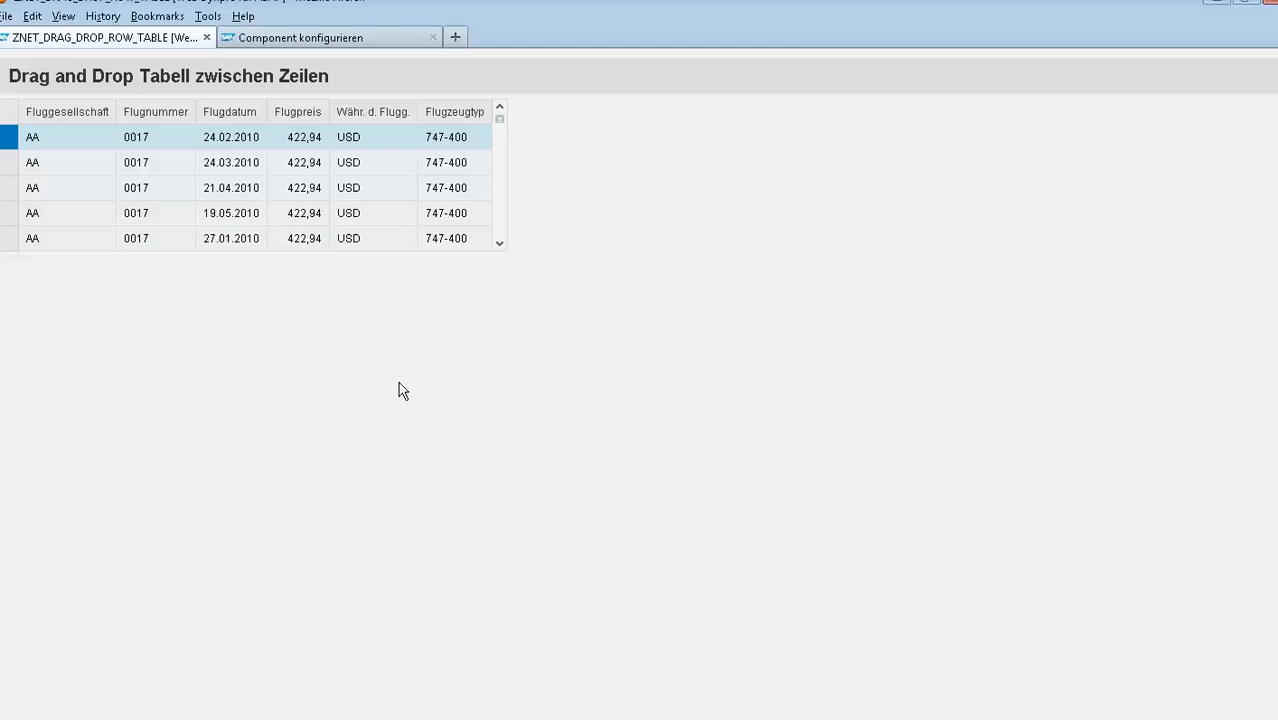 File Edit View History Bookmarks Tools Help
ZNET_DRAG_DROP_ROW_TABLE [We... × Component konfigurieren × +
Drag and Drop Tabell zwischen Zeilen
Fluggesellschaft Flugnummer Flugdatum Flugpreis Währ. d. Flugg. Flugzeugtyp
AA 0017 24.02.2010 422,94 USD 747-400
AA 0017 24.03.2010 422,94 USD 747-400
AA 0017 21.04.2010 422,94 USD 747-400
AA 0017 19.05.2010 422,94 USD 747-400
AA 0017 27.01.2010 422,94 USD 747-400